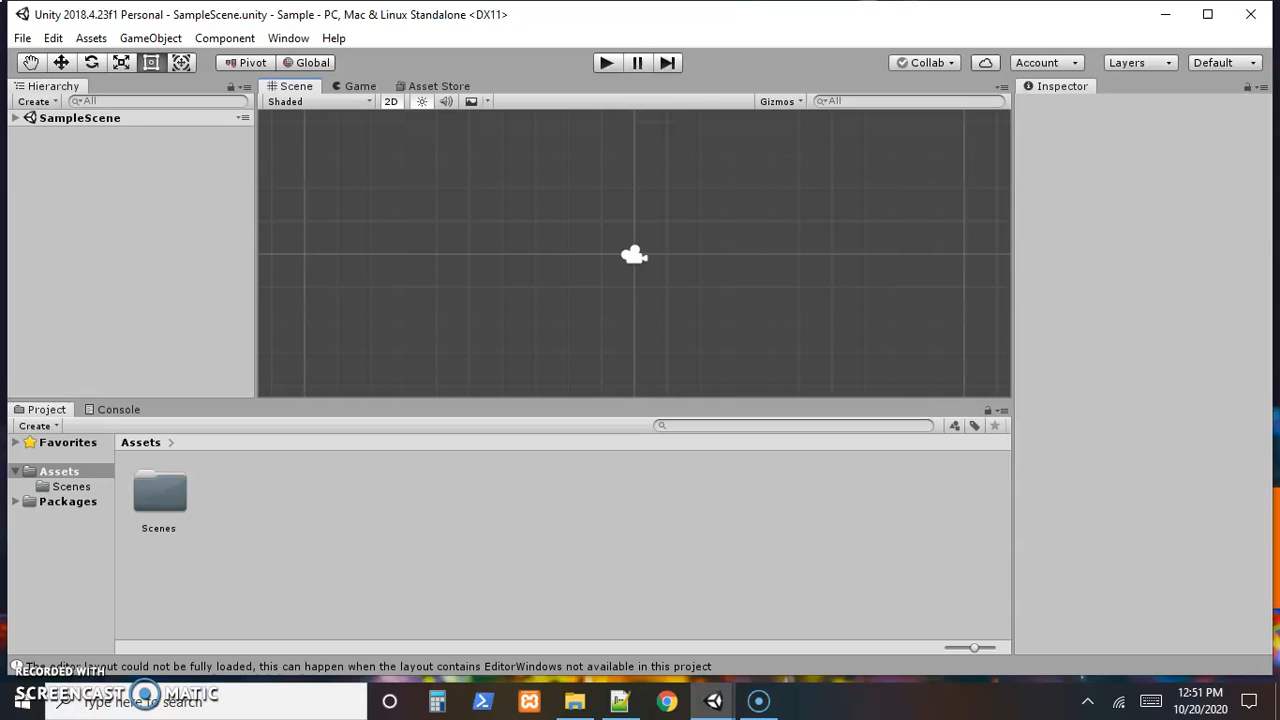 Unity 2018.4.23f1 Personal - SampleScene.unity - Sample - PC, Mac & Linux Standalone <DX11>
File Edit Assets GameObject Component Window Help
Pivot Global Collab Account Layers Default
Hierarchy Scene Game Asset Store Inspector
Create All Shaded 2D Gizmos All
SampleScene
Project Console
Create
Favorites Assets
Assets
Scenes
Packages
Scenes
The editor layout could not be fully loaded, this can happen when the layout contains EditorWindows not available in this project
RECORDED WITH
SCREENCAST MATIC
Type here to search
12:51 PM
10/20/2020